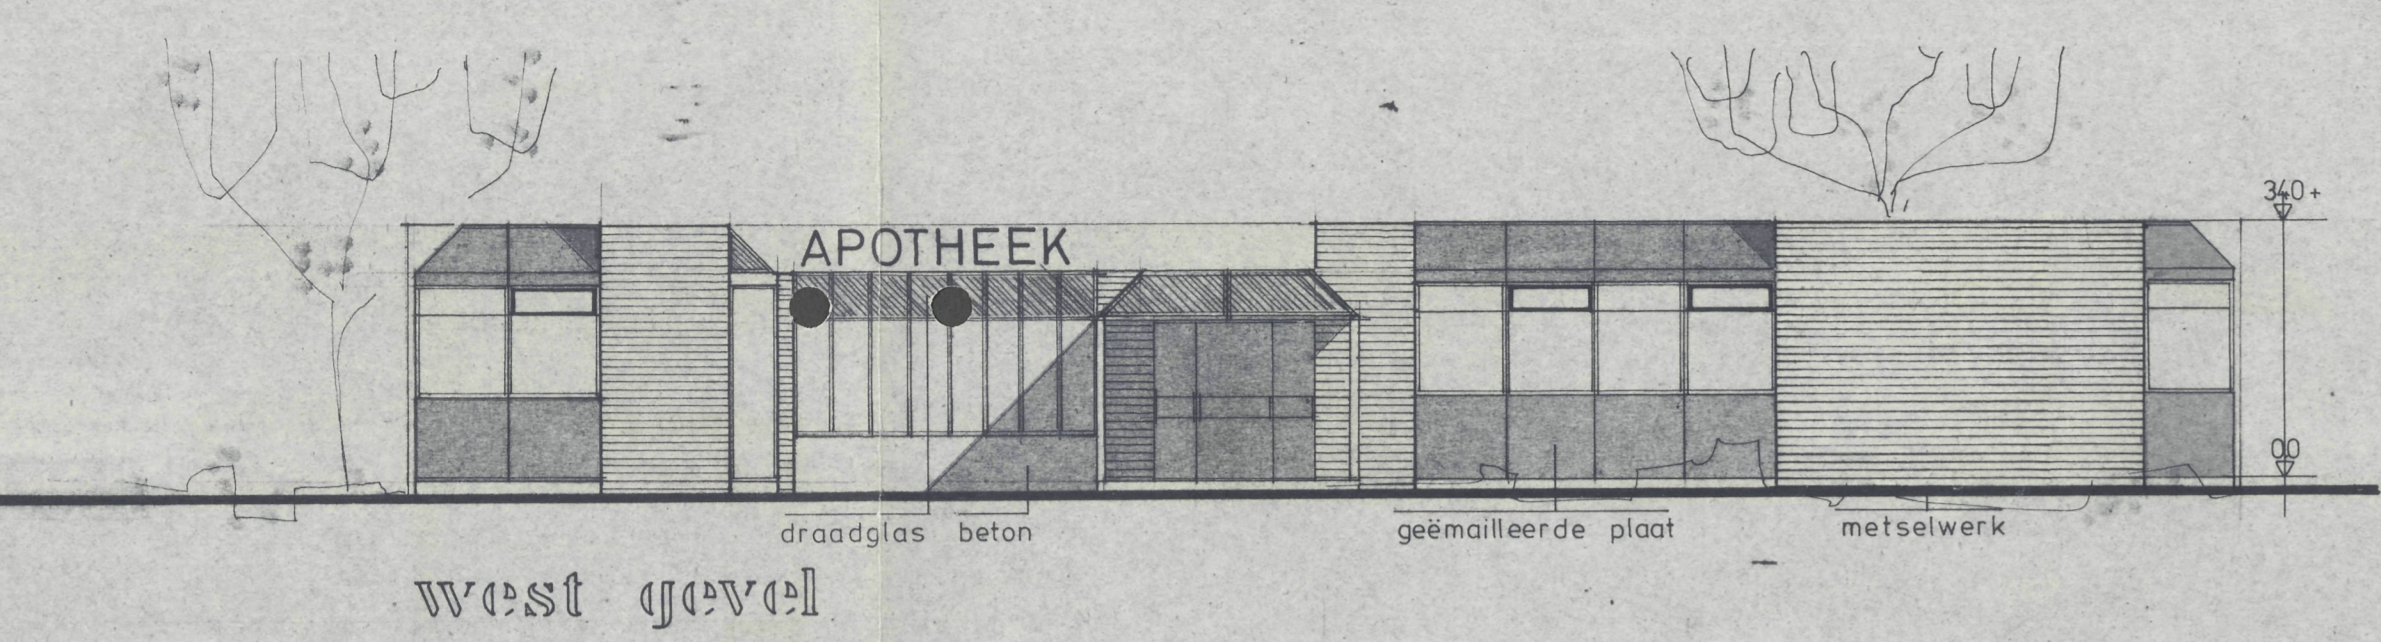 340+
APOTHEEK
00
draadglas beton geëmailleerde plaat metselwerk
west gevel